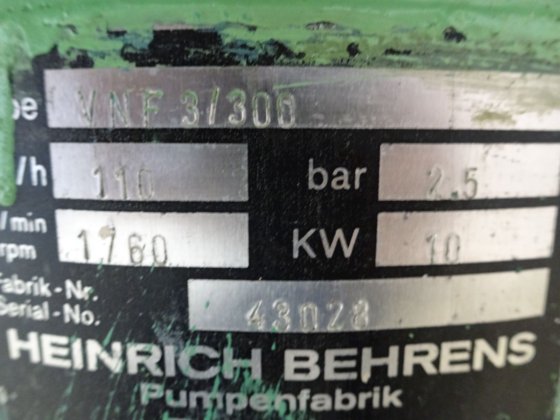 pe VNF 3/300
/h 110 bar 2.5
/min
rpm 1760 KW 10
Fabrik-Nr.
Serial-No. 43028
HEINRICH BEHRENS
Pumpenfabrik